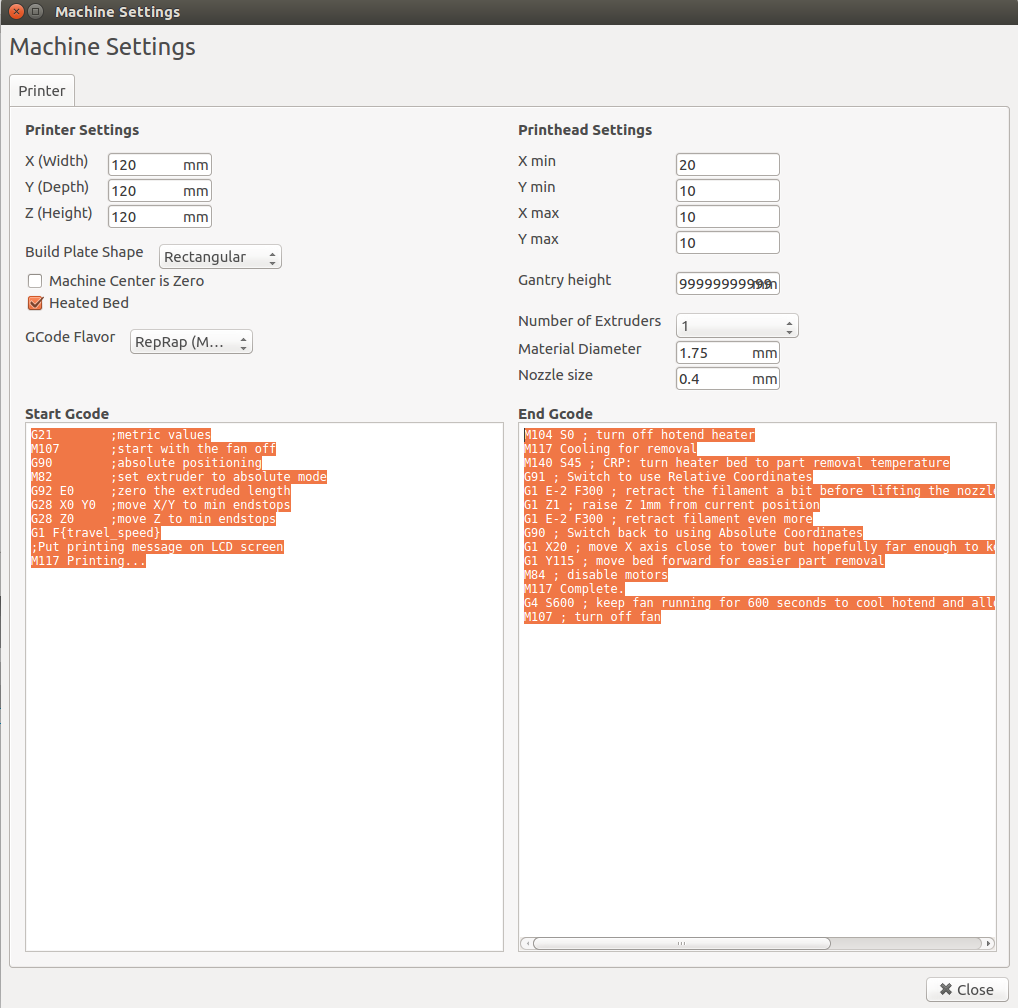 Machine Settings
Machine Settings
Printer
Printer Settings
X (Width) 120 mm
Y (Depth) 120 mm
Z (Height) 120 mm
Build Plate Shape Rectangular
Machine Center is Zero
Heated Bed
GCode Flavor RepRap (M...
Printhead Settings
X min 20
Y min 10
X max 10
Y max 10
Gantry height 99999999999 mm
Number of Extruders 1
Material Diameter 1.75 mm
Nozzle size 0.4 mm
Start Gcode
G21 ;metric values
M107 ;start with the fan off
G90 ;absolute positioning
M82 ;set extruder to absolute mode
G92 E0 ;zero the extruded length
G28 X0 Y0 ;move X/Y to min endstops
G28 Z0 ;move Z to min endstops
G1 F{travel_speed}
;Put printing message on LCD screen
M117 Printing...
End Gcode
M104 S0 ; turn off hotend heater
M117 Cooling for removal
M140 S45 ; CRP: turn heater bed to part removal temperature
G91 ; Switch to use Relative Coordinates
G1 E-2 F300 ; retract the filament a bit before lifting the nozzl
G1 Z1 ; raise Z 1mm from current position
G1 E-2 F300 ; retract filament even more
G90 ; Switch back to using Absolute Coordinates
G1 X20 ; move X axis close to tower but hopefully far enough to k
G1 Y115 ; move bed forward for easier part removal
M84 ; disable motors
M117 Complete.
G4 S600 ; keep fan running for 600 seconds to cool hotend and all
M107 ; turn off fan
Close